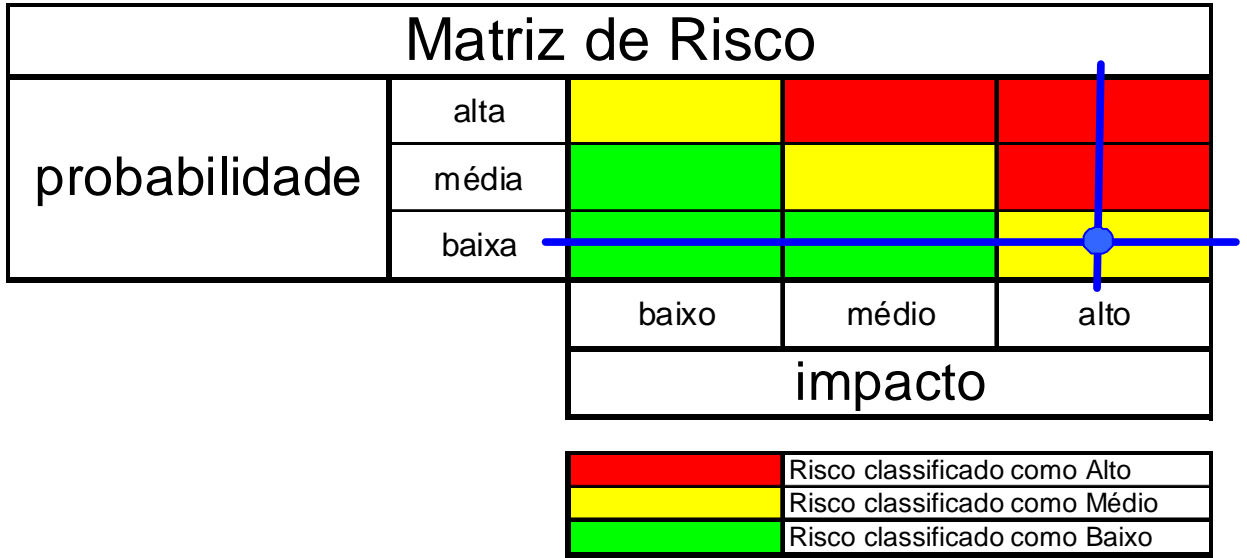 Matriz de Risco
probabilidade
alta
média
baixa
baixo médio alto
impacto
Risco classificado como Alto
Risco classificado como Médio
Risco classificado como Baixo